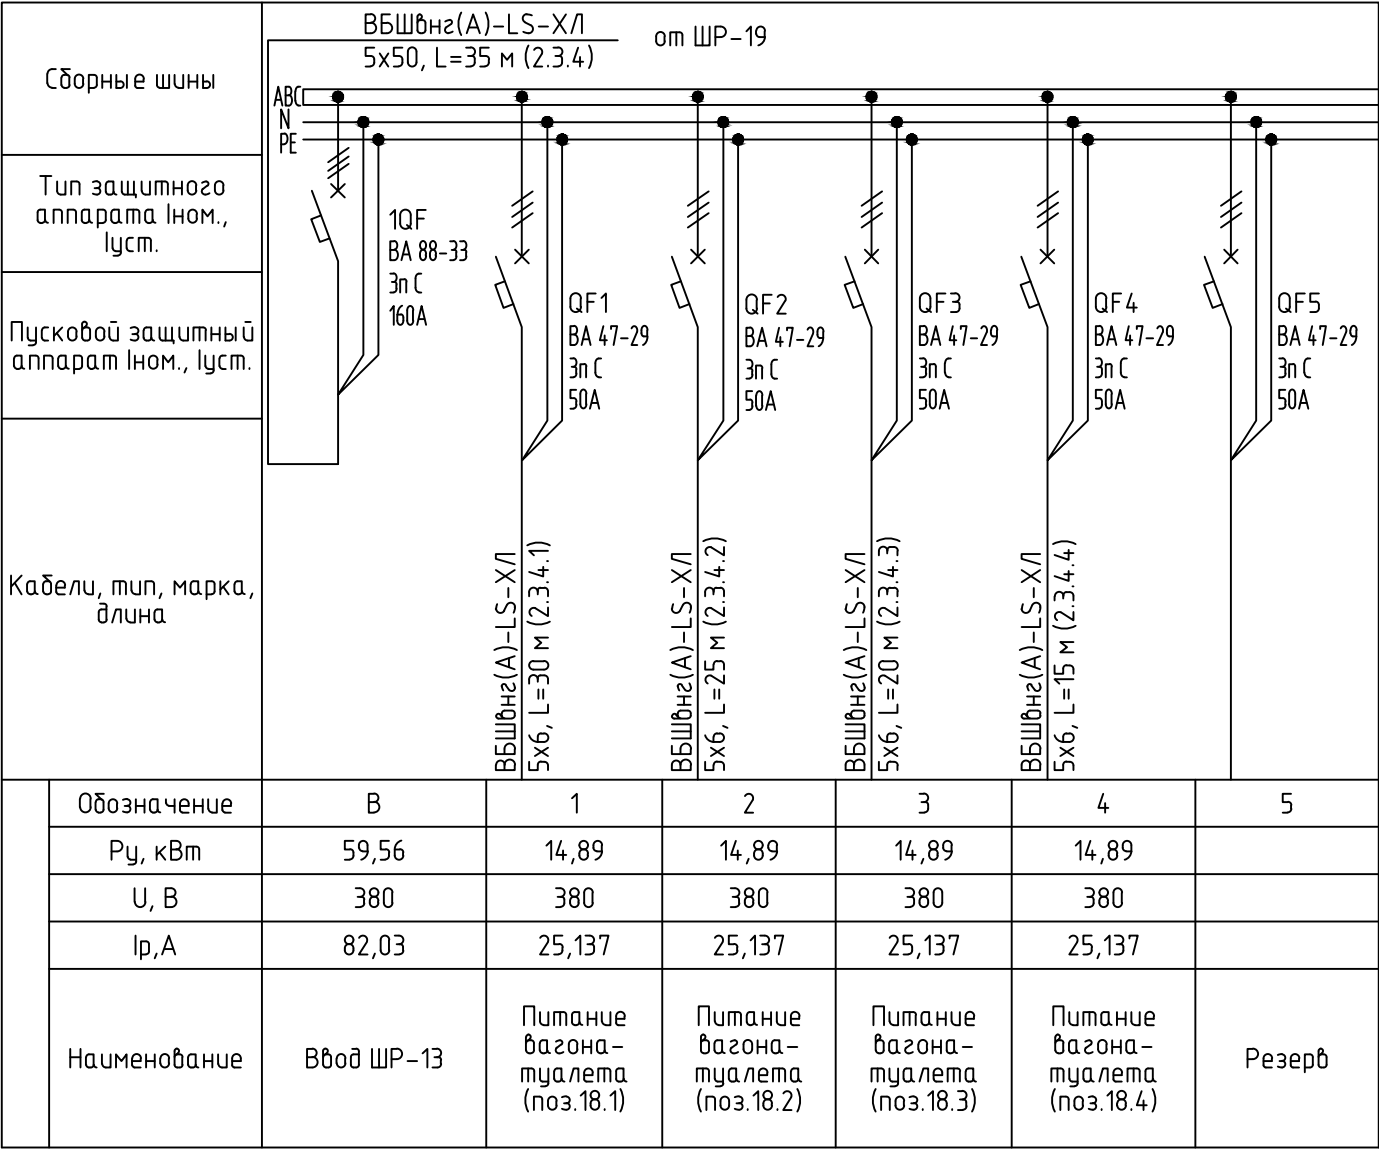 ВБШвнг(А)-LS-ХЛ
5х50, L=35 м (2.3.4)
от ШР-19
Сборные шины
ABC
N
PE
Тип защитного
аппарата Iном.,
Iуст.
Пусковой защитный
аппарат Iном., Iуст.
Кабели, тип, марка,
длина
1QF
ВА 88-33
3п С
160А
QF1
ВА 47-29
3п С
50А
QF2
ВА 47-29
3п С
50А
QF3
ВА 47-29
3п С
50А
QF4
ВА 47-29
3п С
50А
QF5
ВА 47-29
3п С
50А
ВБШвнг(А)-LS-ХЛ
5х6, L=30 м (2.3.4.1)
ВБШвнг(А)-LS-ХЛ
5х6, L=25 м (2.3.4.2)
ВБШвнг(А)-LS-ХЛ
5х6, L=20 м (2.3.4.3)
ВБШвнг(А)-LS-ХЛ
5х6, L=15 м (2.3.4.4)
Обозначение В 1 2 3 4 5
Ру, кВт 59,56 14,89 14,89 14,89 14,89
U, В 380 380 380 380 380
Iр,А 82,03 25,137 25,137 25,137 25,137
Наименование
Ввод ШР-13
Питание
вагона-
туалета
(поз.18.1)
Питание
вагона-
туалета
(поз.18.2)
Питание
вагона-
туалета
(поз.18.3)
Питание
вагона-
туалета
(поз.18.4)
Резерв